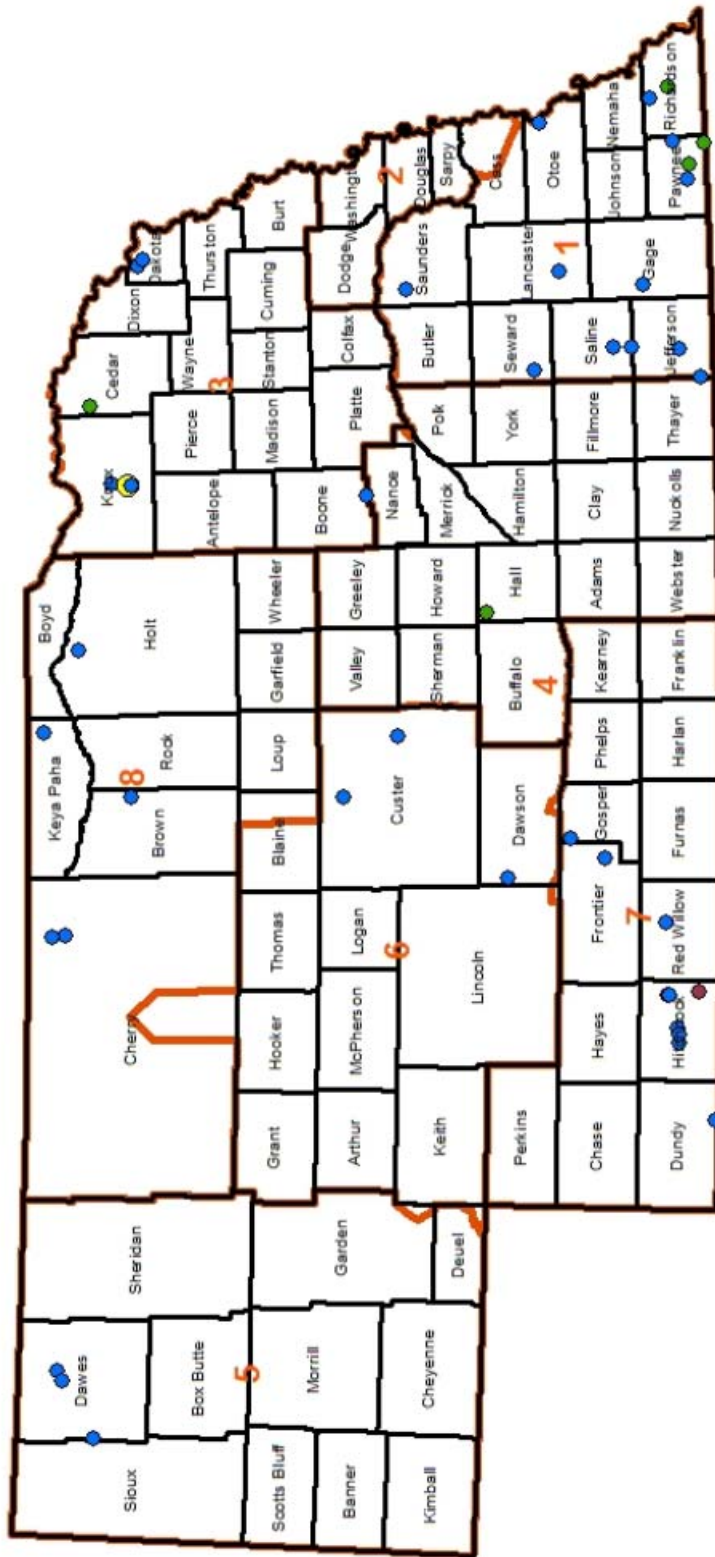 Boyd
Keya Paha
Cedar
Dixon
Dakota
Knox
Sioux
Dawes
Sheridan
Cherry
Brown
8
Rock
Holt
Box Butte
Pierce
Wayne
Thurston
Antelope
3
5
Scotts Bluff
Morrill
Garden
Grant
Hooker
Thomas
Blaine
Loup
Garfield
Wheeler
Boone
Madison
Stanton
Cuming
Burt
Banner
Arthur
McPherson
Logan
Custer
Valley
Greeley
Nance
Platte
Colfax
Dodge
Washingt
2
Kimball
Cheyenne
Deuel
Keith
6
Lincoln
Sherman
Howard
Merrick
Polk
Butler
Saunders
Douglas
Sarpy
Perkins
Dawson
Buffalo
4
Hall
Hamilton
York
Seward
Lancaster
1
Cass
Otoe
Chase
Hayes
Frontier
Gosper
Phelps
Kearney
Adams
Clay
Fillmore
Saline
Johnson
Nemaha
7
Dundy
Red Willow
Furnas
Harlan
Franklin
Webster
Nuckolls
Thayer
Jefferson
Gage
Pawnee
Richardson